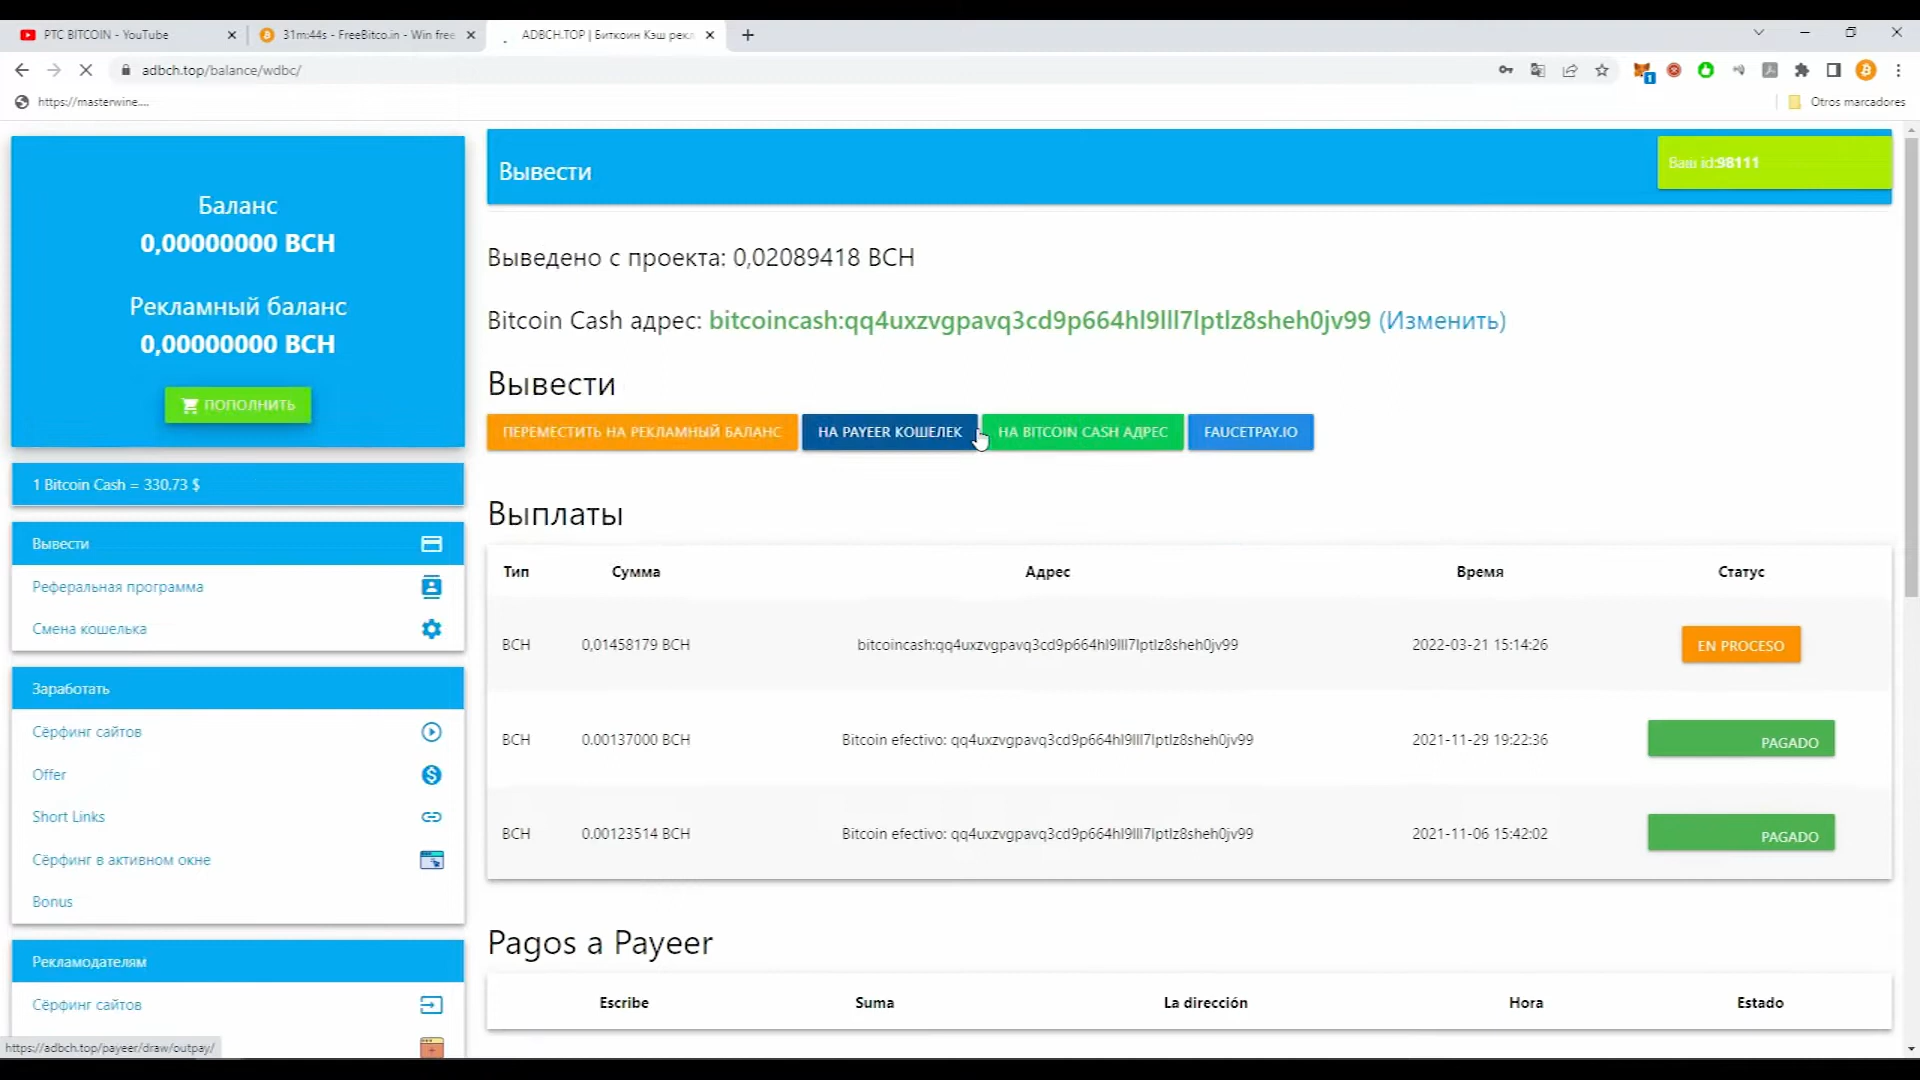 PTC BITCOIN - YouTube
31m:44s - FreeBitco.in - Win free
ADBCH.TOP | Биткоин Кэш рекл
adbch.top/balance/wdbc/
https://masterwine....
Otros marcadores
Баланс
0,00000000 BCH
Рекламный баланс
0,00000000 BCH
ПОПОЛНИТЬ
1 Bitcoin Cash = 330.73 $
Вывести
Реферальная программа
Смена кошелька
Заработать
Сёрфинг сайтов
Offer
Short Links
Сёрфинг в активном окне
Bonus
Рекламодателям
Сёрфинг сайтов
https://adbch.top/payeer/draw/outpay/
Вывести
Ваш id:98111
Выведено с проекта: 0,02089418 BCH
Bitcoin Cash адрес: bitcoincash:qq4uxzvgpavq3cd9p664hl9lll7lptlz8sheh0jv99 (Изменить)
Вывести
ПЕРЕМЕСТИТЬ НА РЕКЛАМНЫЙ БАЛАНС НА PAYEER КОШЕЛЕК НА BITCOIN CASH АДРЕС FAUCETPAY.IO
Выплаты
Тип Сумма Адрес Время Статус
BCH 0,01458179 BCH bitcoincash:qq4uxzvgpavq3cd9p664hl9lll7lptlz8sheh0jv99 2022-03-21 15:14:26 EN PROCESO
BCH 0.00137000 BCH Bitcoin efectivo: qq4uxzvgpavq3cd9p664hl9lll7lptlz8sheh0jv99 2021-11-29 19:22:36 PAGADO
BCH 0.00123514 BCH Bitcoin efectivo: qq4uxzvgpavq3cd9p664hl9lll7lptlz8sheh0jv99 2021-11-06 15:42:02 PAGADO
Pagos a Payeer
Escribe Suma La dirección Hora Estado